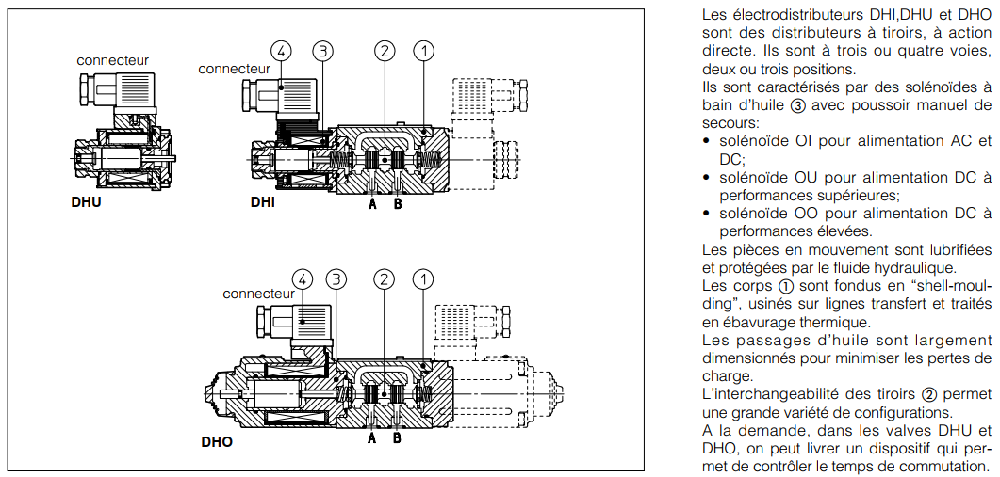 connecteur
DHU
connecteur
④
③
②
①
DHI
A
B
connecteur
④
③
②
①
DHO
A
B
Les électrodistributeurs DHI,DHU et DHO
sont des distributeurs à tiroirs, à action
directe. Ils sont à trois ou quatre voies,
deux ou trois positions.
Ils sont caractérisés par des solénoïdes à
bain d’huile ③ avec poussoir manuel de
secours:
• solénoïde OI pour alimentation AC et
DC;
• solénoïde OU pour alimentation DC à
performances supérieures;
• solénoïde OO pour alimentation DC à
performances élevées.
Les pièces en mouvement sont lubrifiées
et protégées par le fluide hydraulique.
Les corps ① sont fondus en “shell-moul-
ding”, usinés sur lignes transfert et traités
en ébavurage thermique.
Les passages d’huile sont largement
dimensionnés pour minimiser les pertes de
charge.
L’interchangeabilité des tiroirs ② permet
une grande variété de configurations.
A la demande, dans les valves DHU et
DHO, on peut livrer un dispositif qui per-
met de contrôler le temps de commutation.